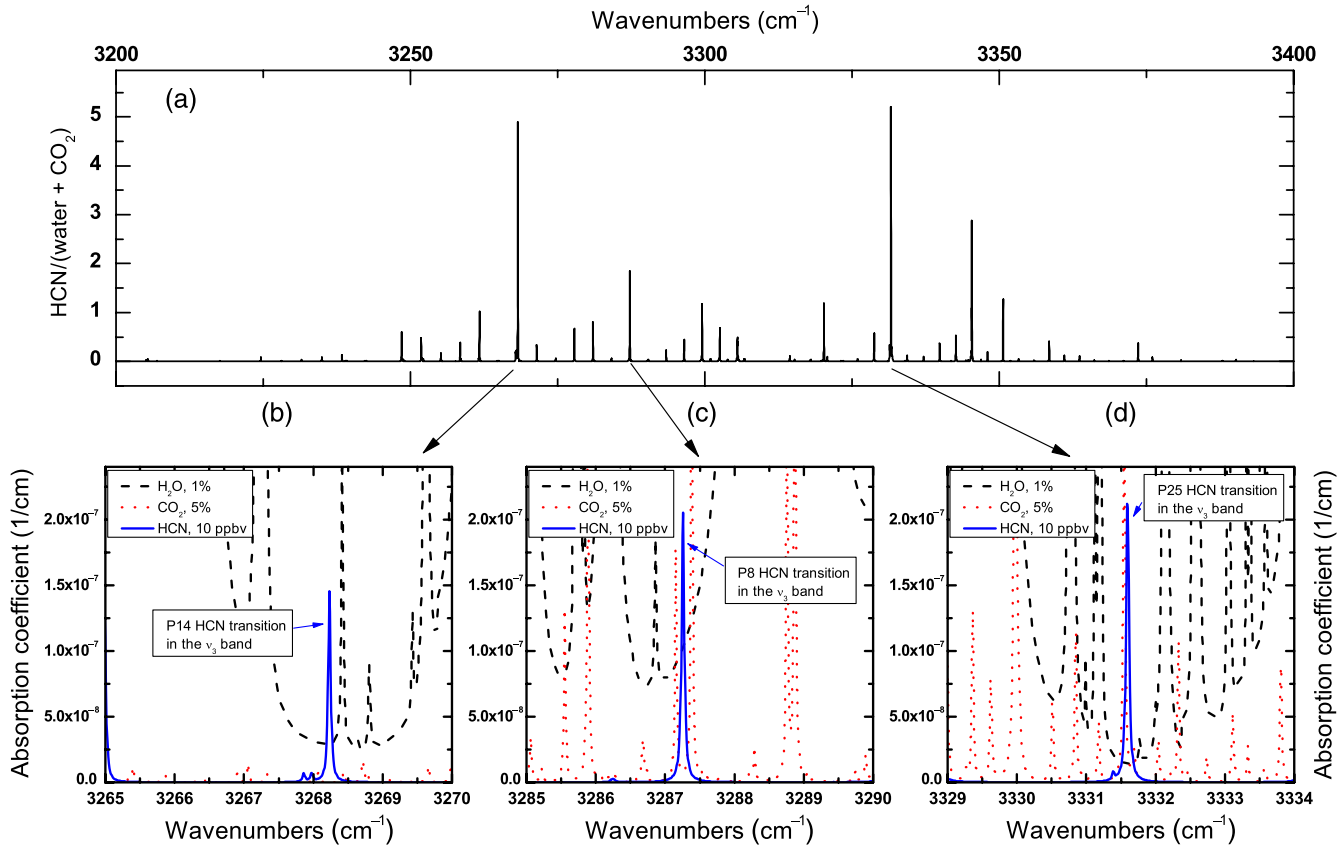 Wavenumbers (cm⁻¹)
3200 3250 3300 3350 3400
(a)
HCN/(water + CO₂)
5
4
3
2
1
0
(b) (c) (d)
Absorption coefficient (1/cm)
H₂O, 1%
CO₂, 5%
HCN, 10 ppbv
P14 HCN transition
in the ν₃ band
2.0x10⁻⁷
1.5x10⁻⁷
1.0x10⁻⁷
5.0x10⁻⁸
0.0
3265 3266 3267 3268 3269 3270
Wavenumbers (cm⁻¹)
H₂O, 1%
CO₂, 5%
HCN, 10 ppbv
P8 HCN transition
in the ν₃ band
2.0x10⁻⁷
1.5x10⁻⁷
1.0x10⁻⁷
5.0x10⁻⁸
0.0
3285 3286 3287 3288 3289 3290
Wavenumbers (cm⁻¹)
H₂O, 1%
CO₂, 5%
HCN, 10 ppbv
P25 HCN transition
in the ν₃ band
2.0x10⁻⁷
1.5x10⁻⁷
1.0x10⁻⁷
5.0x10⁻⁸
0.0
3329 3330 3331 3332 3333 3334
Wavenumbers (cm⁻¹)
Absorption coefficient (1/cm)